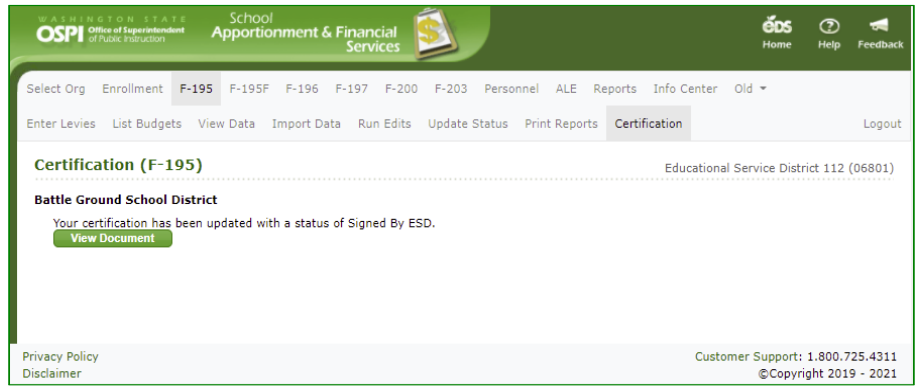 WASHINGTON STATE
OSPI Office of Superintendent
of Public Instruction
School
Apportionment & Financial
Services
EDS
Home
Help
Feedback
Select Org Enrollment F-195 F-195F F-196 F-197 F-200 F-203 Personnel ALE Reports Info Center Old
Enter Levies List Budgets View Data Import Data Run Edits Update Status Print Reports Certification Logout
Certification (F-195)
Educational Service District 112 (06801)
Battle Ground School District
Your certification has been updated with a status of Signed By ESD.
View Document
Privacy Policy
Disclaimer
Customer Support: 1.800.725.4311
©Copyright 2019 - 2021